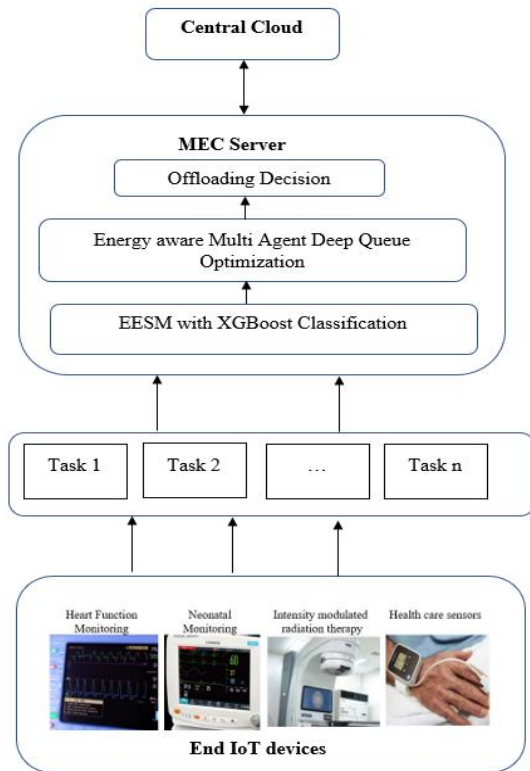 Central Cloud
MEC Server
Offloading Decision
Energy aware Multi Agent Deep Queue
Optimization
EESM with XGBoost Classification
Task 1
Task 2
…
Task n
Heart Function
Monitoring
Neonatal
Monitoring
Intensity modulated
radiation therapy
Health care sensors
60
End IoT devices